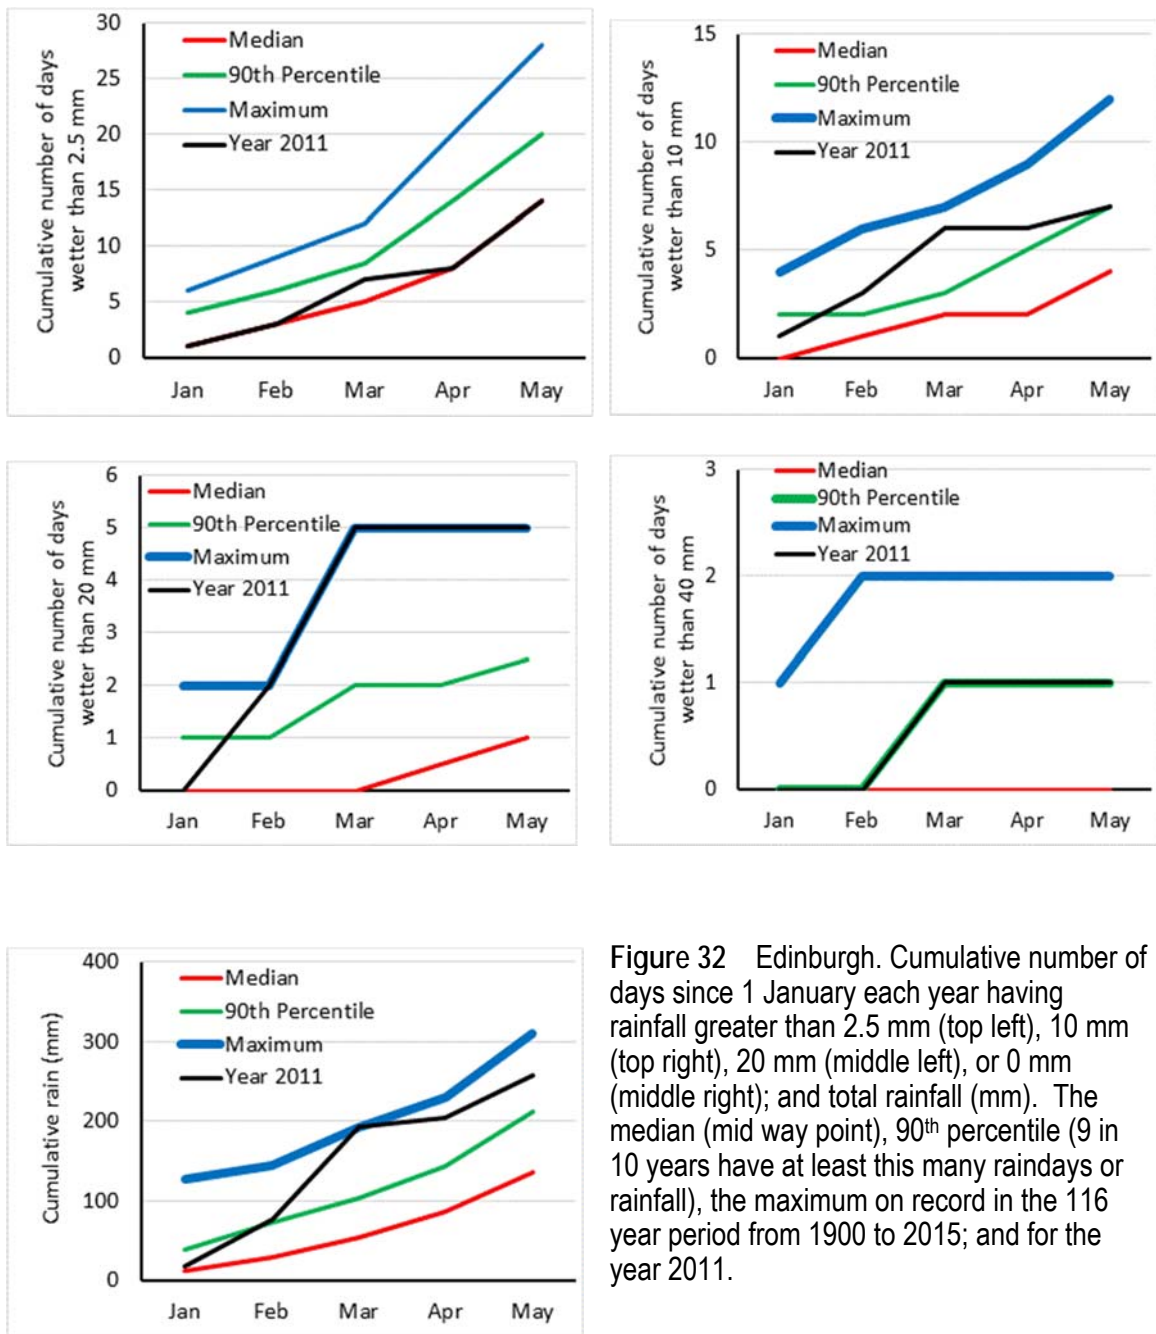 Cumulative number of days
wetter than 2.5 mm
30
25
20
15
10
5
0
Median
90th Percentile
Maximum
Year 2011
Jan Feb Mar Apr May
Cumulative number of days
wetter than 10 mm
15
10
5
0
Median
90th Percentile
Maximum
Year 2011
Jan Feb Mar Apr May
Cumulative number of days
wetter than 20 mm
6
5
4
3
2
1
0
Median
90th Percentile
Maximum
Year 2011
Jan Feb Mar Apr May
Cumulative number of days
wetter than 40 mm
3
2
1
0
Median
90th Percentile
Maximum
Year 2011
Jan Feb Mar Apr May
Cumulative rain (mm)
400
300
200
100
0
Median
90th Percentile
Maximum
Year 2011
Jan Feb Mar Apr May
Figure 32 Edinburgh. Cumulative number of
days since 1 January each year having
rainfall greater than 2.5 mm (top left), 10 mm
(top right), 20 mm (middle left), or 0 mm
(middle right); and total rainfall (mm). The
median (mid way point), 90th percentile (9 in
10 years have at least this many raindays or
rainfall), the maximum on record in the 116
year period from 1900 to 2015; and for the
year 2011.